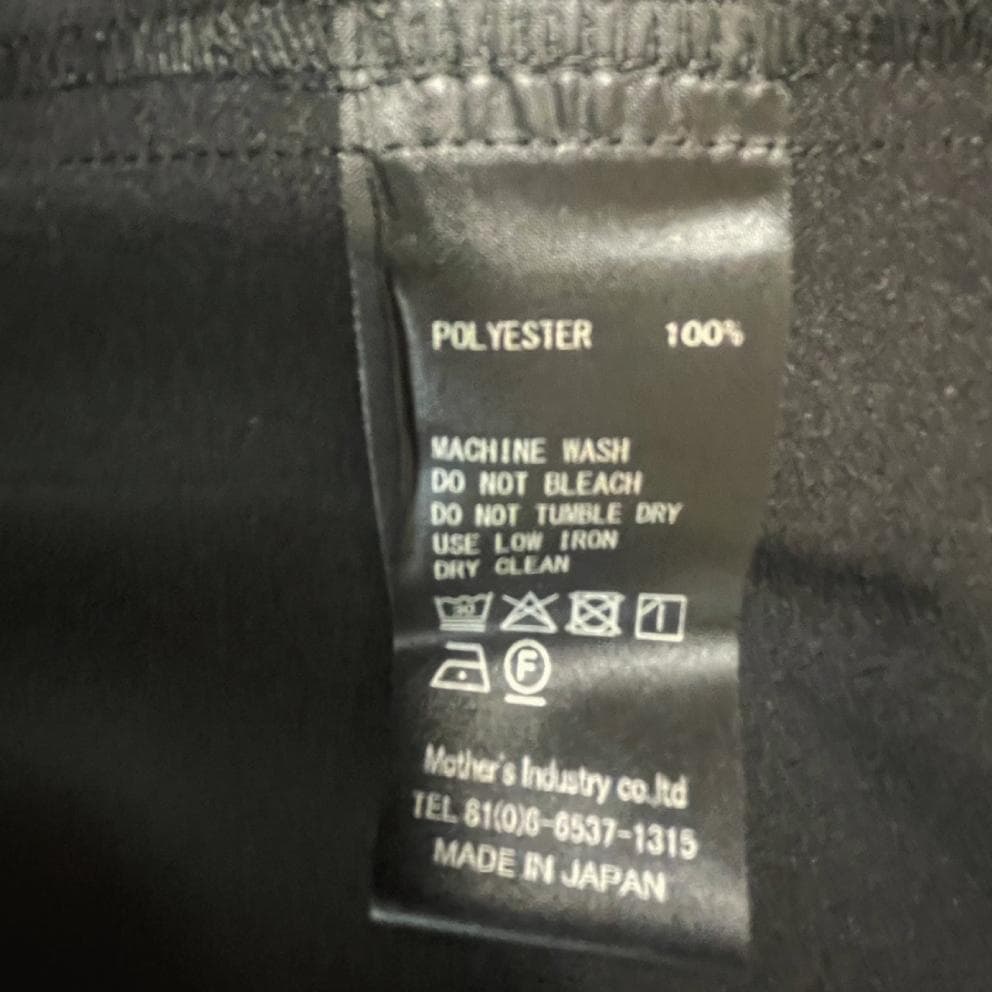 POLYESTER 100%
MACHINE WASH
DO NOT BLEACH
DO NOT TUMBLE DRY
USE LOW IRON
DRY CLEAN
30
F
Mother's Industry co.ltd
TEL 81(0)6-6537-1315
MADE IN JAPAN